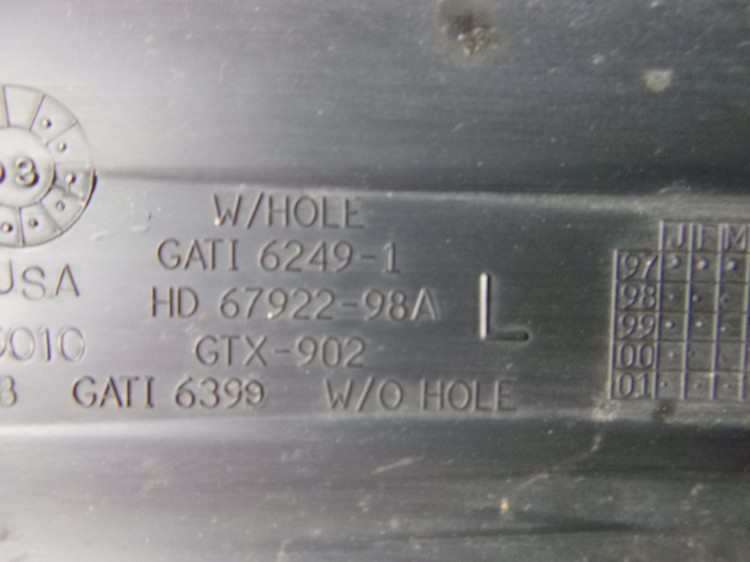 W/HOLE
GATI 6249-1
HD 67922-98A
GTX-902
GATI 6399 W/O HOLE
L
USA
J F M
97
98
99
00
01